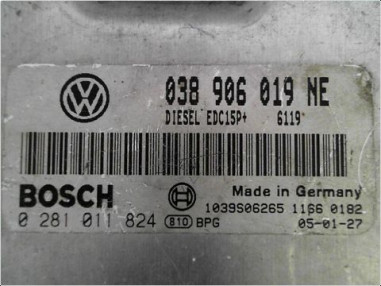 038 906 019 NE
DIESEL EDC15P+ 6119
BOSCH
Made in Germany
1039S06265 1166 0182
0 281 011 824 810 BPG 05-01-27